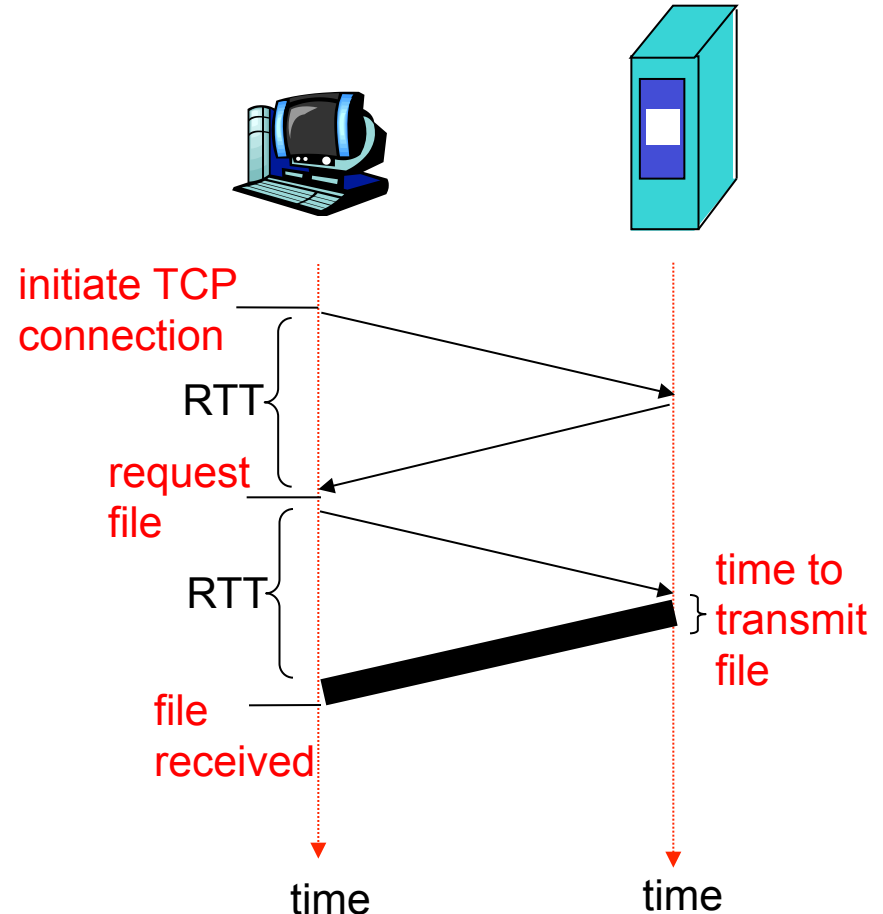 initiate TCP
connection
RTT
request
file
RTT
time to
transmit
file
file
received
time
time